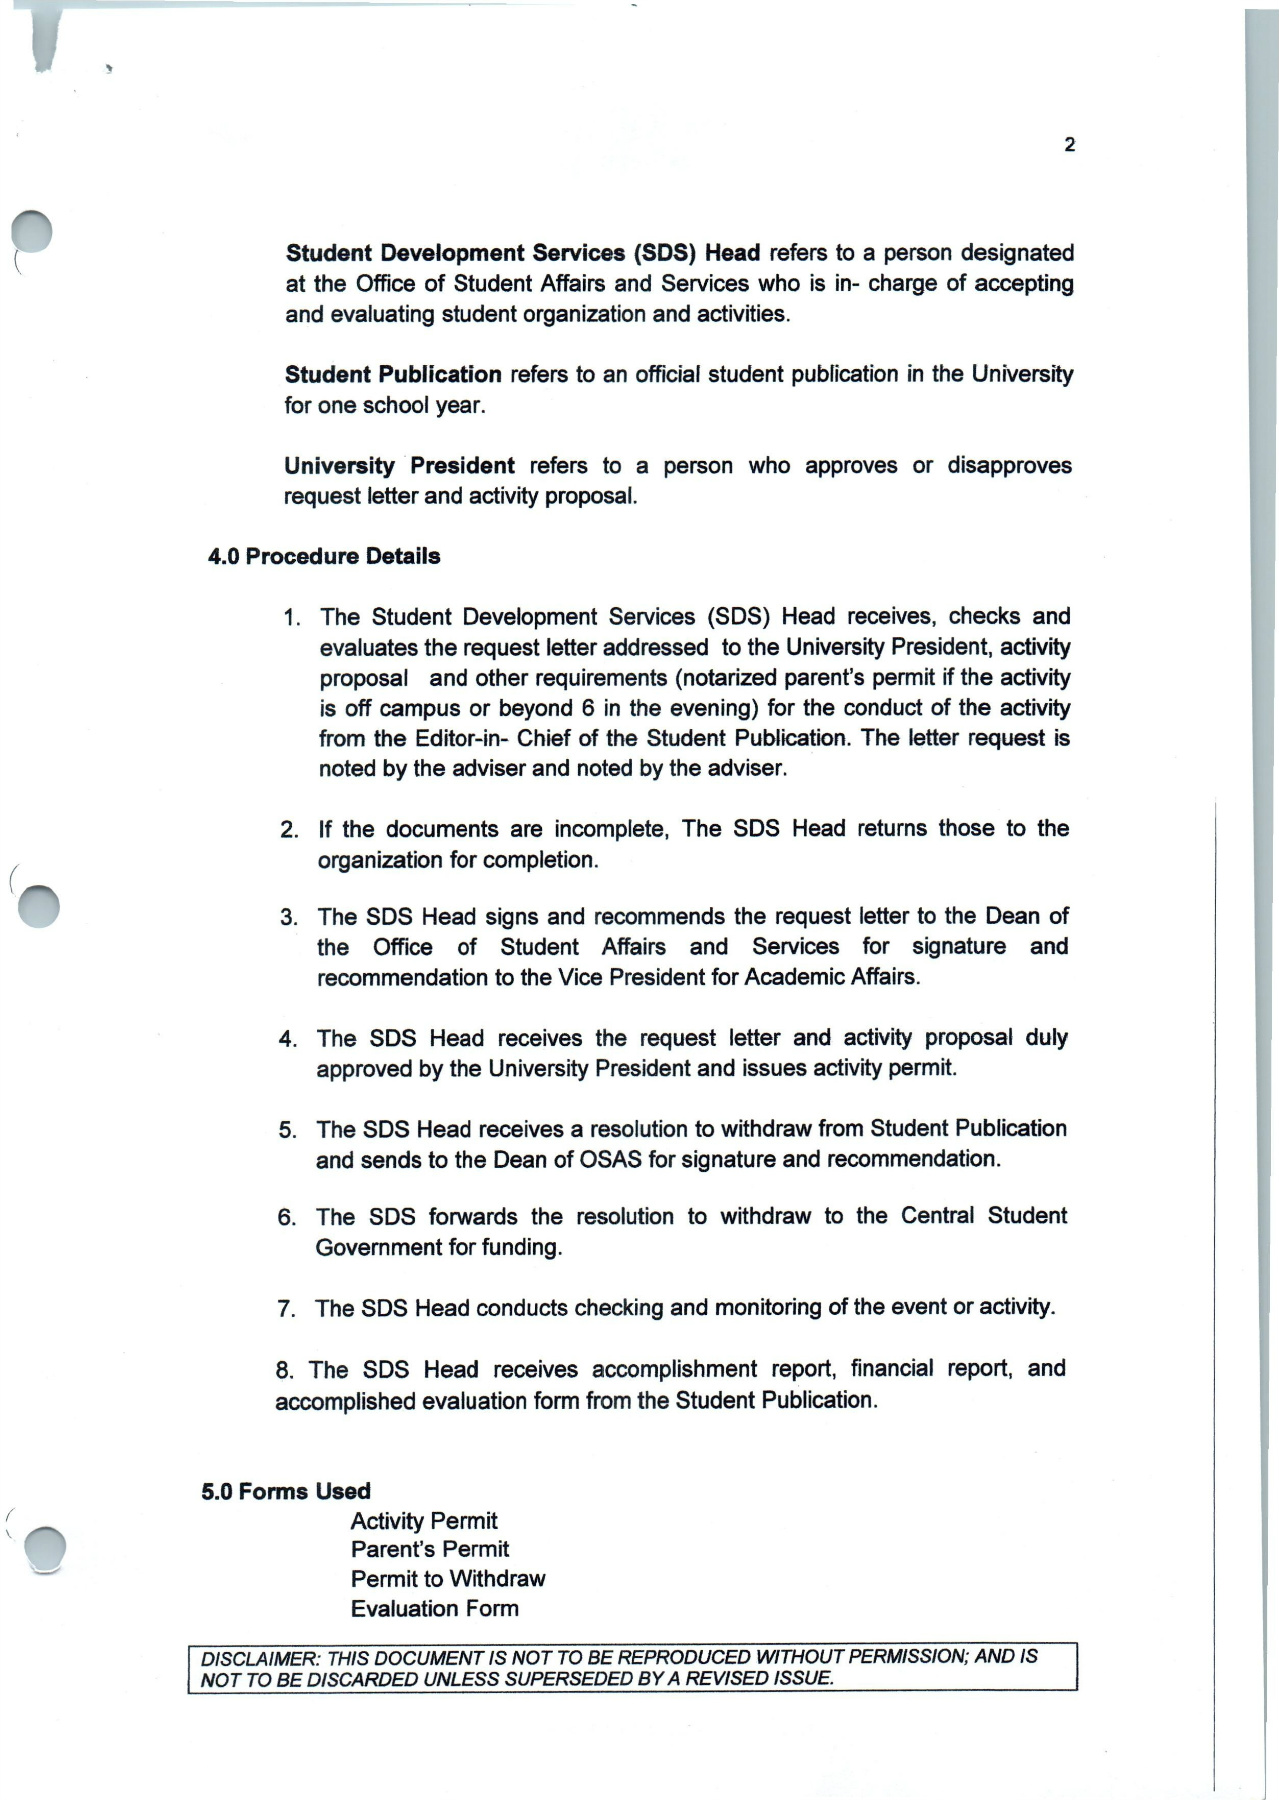 2
Student Development Services (SDS) Head refers to a person designated
at the Office of Student Affairs and Services who is in- charge of accepting
and evaluating student organization and activities.
Student Publication refers to an official student publication in the University
for one school year.
University President refers to a person who approves or disapproves
request letter and activity proposal.
4.0 Procedure Details
1. The Student Development Services (SDS) Head receives, checks and
evaluates the request letter addressed to the University President, activity
proposal and other requirements (notarized parent's permit if the activity
is off campus or beyond 6 in the evening) for the conduct of the activity
from the Editor-in- Chief of the Student Publication. The letter request is
noted by the adviser and noted by the adviser.
2. If the documents are incomplete, The SDS Head returns those to the
organization for completion.
3. The SDS Head signs and recommends the request letter to the Dean of
the Office of Student Affairs and Services for signature and
recommendation to the Vice President for Academic Affairs.
4. The SDS Head receives the request letter and activity proposal duly
approved by the University President and issues activity permit.
5. The SDS Head receives a resolution to withdraw from Student Publication
and sends to the Dean of OSAS for signature and recommendation.
6. The SDS forwards the resolution to withdraw to the Central Student
Government for funding.
7. The SDS Head conducts checking and monitoring of the event or activity.
8. The SDS Head receives accomplishment report, financial report, and
accomplished evaluation form from the Student Publication.
5.0 Forms Used
Activity Permit
Parent's Permit
Permit to Withdraw
Evaluation Form
DISCLAIMER: THIS DOCUMENT IS NOT TO BE REPRODUCED WITHOUT PERMISSION; AND IS
NOT TO BE DISCARDED UNLESS SUPERSEDED BY A REVISED ISSUE.